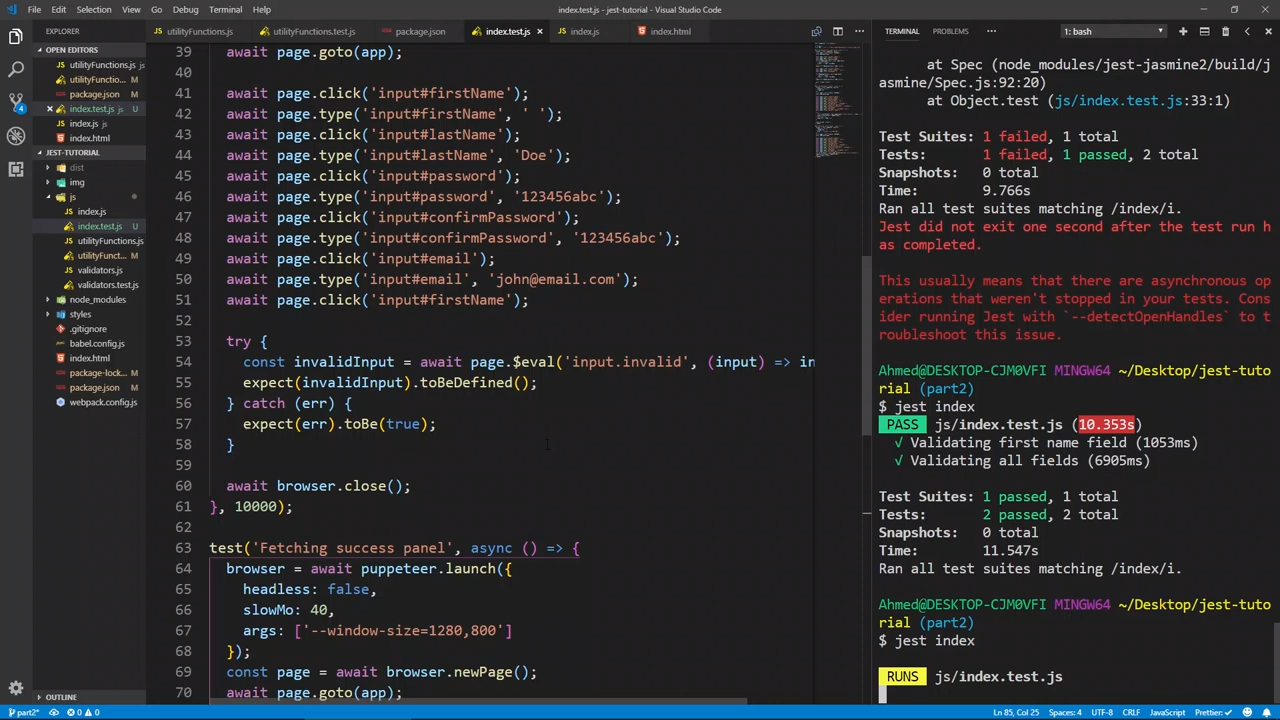 File Edit Selection View Go Debug Terminal Help
index.test.js - jest-tutorial - Visual Studio Code
EXPLORER
OPEN EDITORS
utilityFunctions.js js
utilityFunctio...
package.json
index.test.js js U
index.js js
index.html
JEST-TUTORIAL
dist
img
js
index.js
index.test.js U
utilityFunctions.js
utilityFunct... M
validators.js
validators.test.js
node_modules
styles
.gitignore
babel.config.js
index.html
package-lock... M
package.json M
webpack.config.js
OUTLINE
utilityFunctions.js utilityFunctions.test.js package.json index.test.js index.js index.html
39 await page.goto(app);
40
41 await page.click('input#firstName');
42 await page.type('input#firstName', ' ');
43 await page.click('input#lastName');
44 await page.type('input#lastName', 'Doe');
45 await page.click('input#password');
46 await page.type('input#password', '123456abc');
47 await page.click('input#confirmPassword');
48 await page.type('input#confirmPassword', '123456abc');
49 await page.click('input#email');
50 await page.type('input#email', 'john@email.com');
51 await page.click('input#firstName');
52
53 try {
54 const invalidInput = await page.$eval('input.invalid', (input) => in
55 expect(invalidInput).toBeDefined();
56 } catch (err) {
57 expect(err).toBe(true);
58 }
59
60 await browser.close();
61 }, 10000);
62
63 test('Fetching success panel', async () => {
64 browser = await puppeteer.launch({
65 headless: false,
66 slowMo: 40,
67 args: ['--window-size=1280,800']
68 });
69 const page = await browser.newPage();
70 await page.goto(app);
TERMINAL PROBLEMS ... 1: bash
at Spec (node_modules/jest-jasmine2/build/j
asmine/Spec.js:92:20)
at Object.test (js/index.test.js:33:1)
Test Suites: 1 failed, 1 total
Tests: 1 failed, 1 passed, 2 total
Snapshots: 0 total
Time: 9.766s
Ran all test suites matching /index/i.
Jest did not exit one second after the test run h
as completed.
This usually means that there are asynchronous op
erations that weren't stopped in your tests. Cons
ider running Jest with `--detectOpenHandles` to t
roubleshoot this issue.
Ahmed@DESKTOP-CJM0VFI MINGW64 ~/Desktop/jest-tuto
rial (part2)
$ jest index
PASS js/index.test.js (10.353s)
√ Validating first name field (1053ms)
√ Validating all fields (6905ms)
Test Suites: 1 passed, 1 total
Tests: 2 passed, 2 total
Snapshots: 0 total
Time: 11.547s
Ran all test suites matching /index/i.
Ahmed@DESKTOP-CJM0VFI MINGW64 ~/Desktop/jest-tuto
rial (part2)
$ jest index
RUNS js/index.test.js
part2* 0 0 Ln 85, Col 25 Spaces: 4 UTF-8 CRLF JavaScript Prettier: ✓